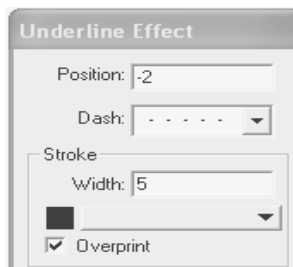 Underline Effect
Position: -2
Dash: - - - - -
Stroke
Width: 5
Overprint